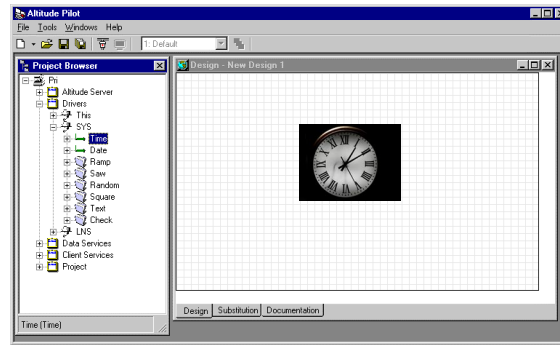 Altitude Pilot
File Tools Windows Help
1: Default
Project Browser
Pri
Altitude Server
Drivers
This
SYS
Time
Date
Ramp
Saw
Random
Square
Text
Check
LNS
Data Services
Client Services
Project
Time (Time)
Design - New Design 1
XII
Design Substitution Documentation